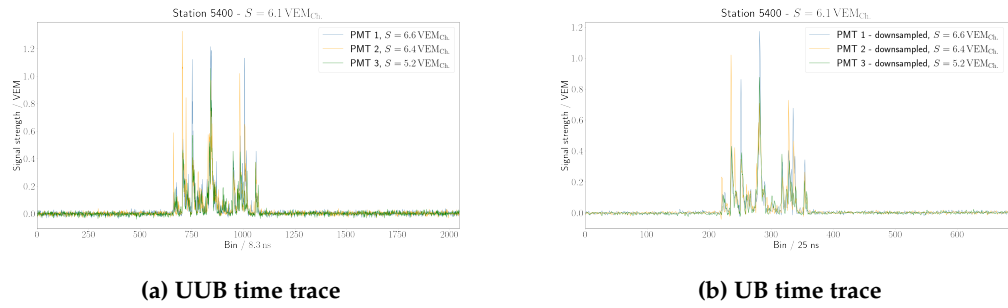 Station 5400 - S = 6.1 VEM_Ch.
PMT 1, S = 6.6 VEM_Ch.
PMT 2, S = 6.4 VEM_Ch.
PMT 3, S = 5.2 VEM_Ch.
Signal strength / VEM
1.2
1.0
0.8
0.6
0.4
0.2
0.0
0 250 500 750 1000 1250 1500 1750 2000
Bin / 8.3 ns
(a) UUB time trace
Station 5400 - S = 6.1 VEM_Ch.
PMT 1 - downsampled, S = 6.6 VEM_Ch.
PMT 2 - downsampled, S = 6.4 VEM_Ch.
PMT 3 - downsampled, S = 5.2 VEM_Ch.
Signal strength / VEM
1.2
1.0
0.8
0.6
0.4
0.2
0.0
0 100 200 300 400 500 600
Bin / 25 ns
(b) UB time trace